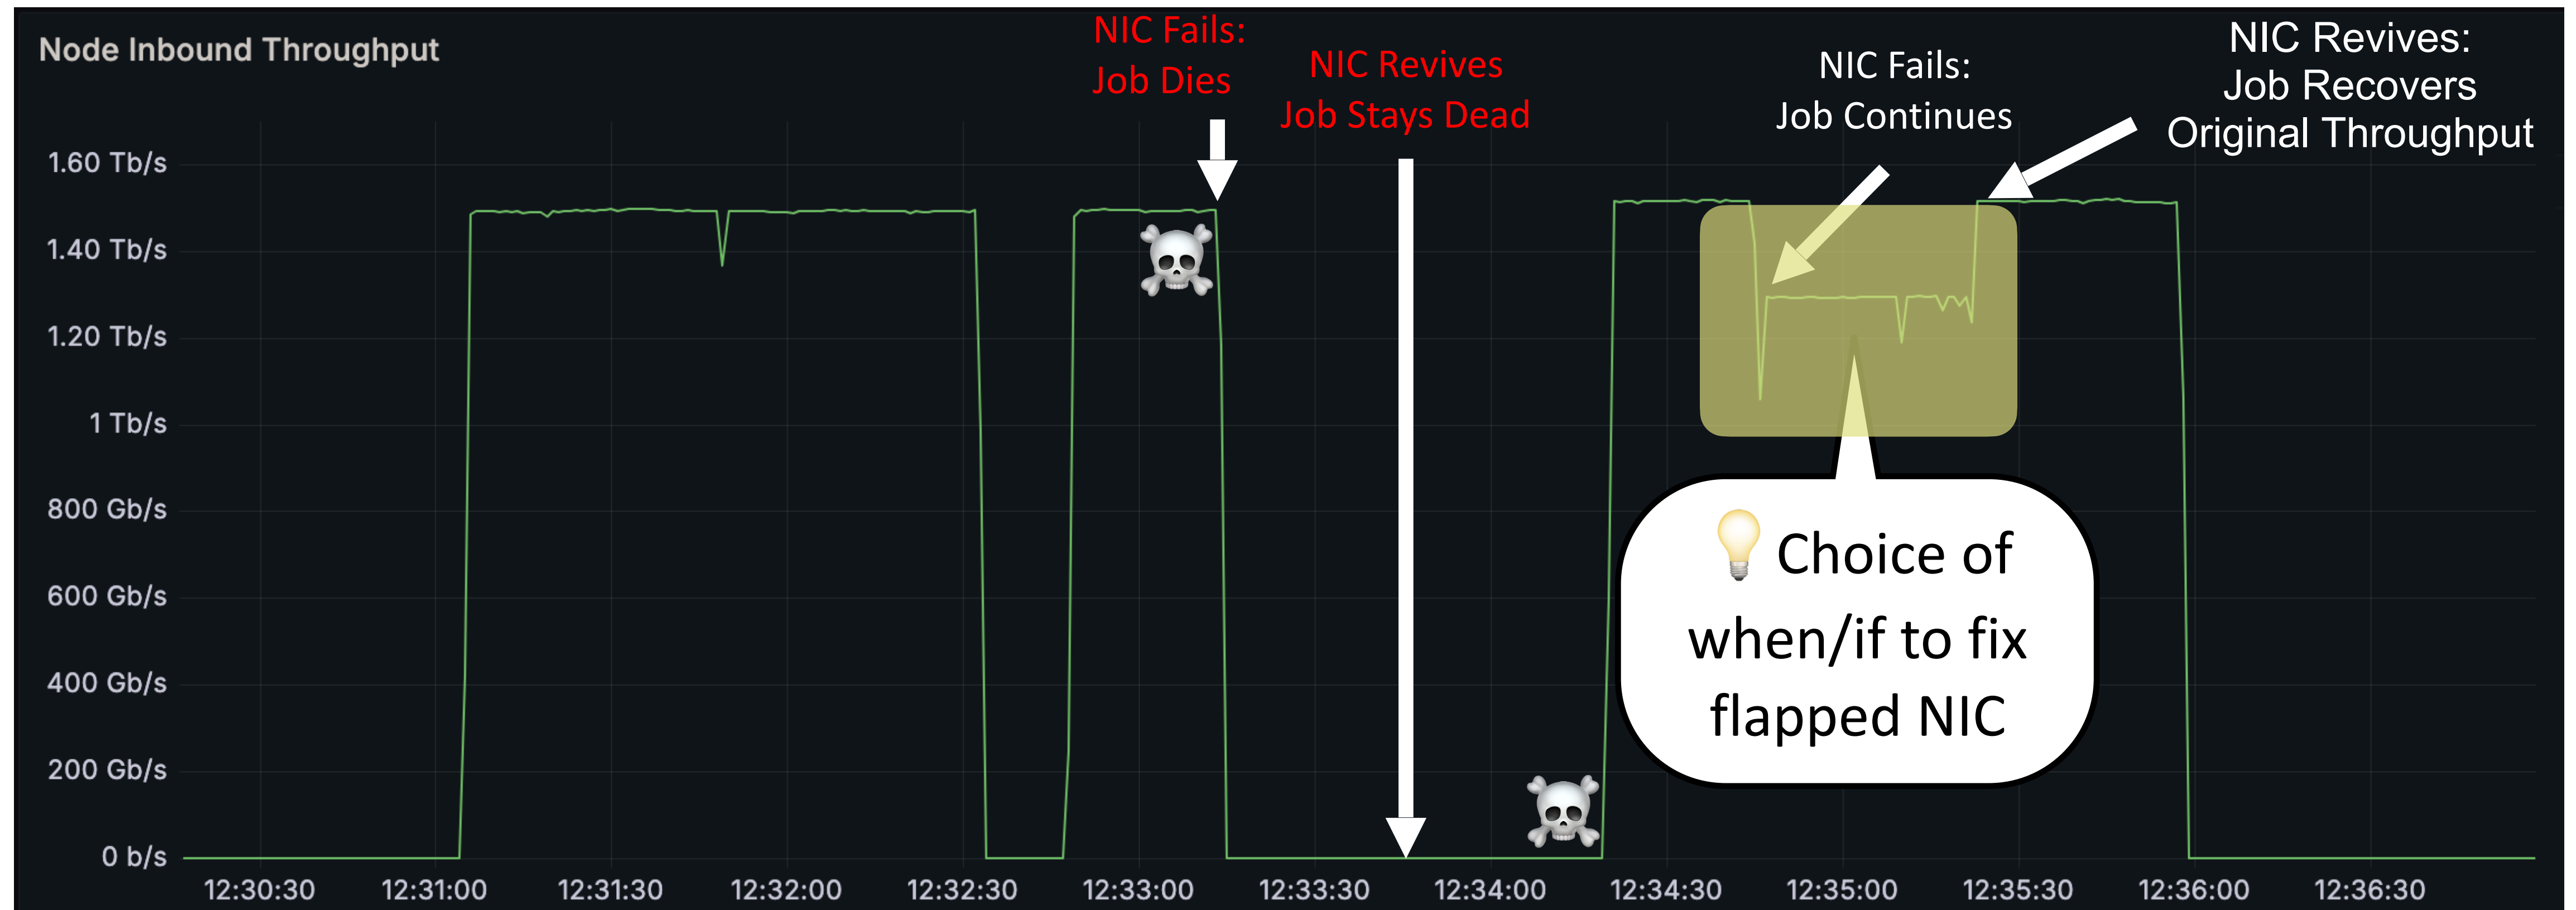 Node Inbound Throughput
NIC Fails:
Job Dies
NIC Revives
Job Stays Dead
NIC Fails:
Job Continues
NIC Revives:
Job Recovers
Original Throughput
1.60 Tb/s
1.40 Tb/s
1.20 Tb/s
1 Tb/s
800 Gb/s
600 Gb/s
400 Gb/s
200 Gb/s
0 b/s
Choice of
when/if to fix
flapped NIC
12:30:30 12:31:00 12:31:30 12:32:00 12:32:30 12:33:00 12:33:30 12:34:00 12:34:30 12:35:00 12:35:30 12:36:00 12:36:30